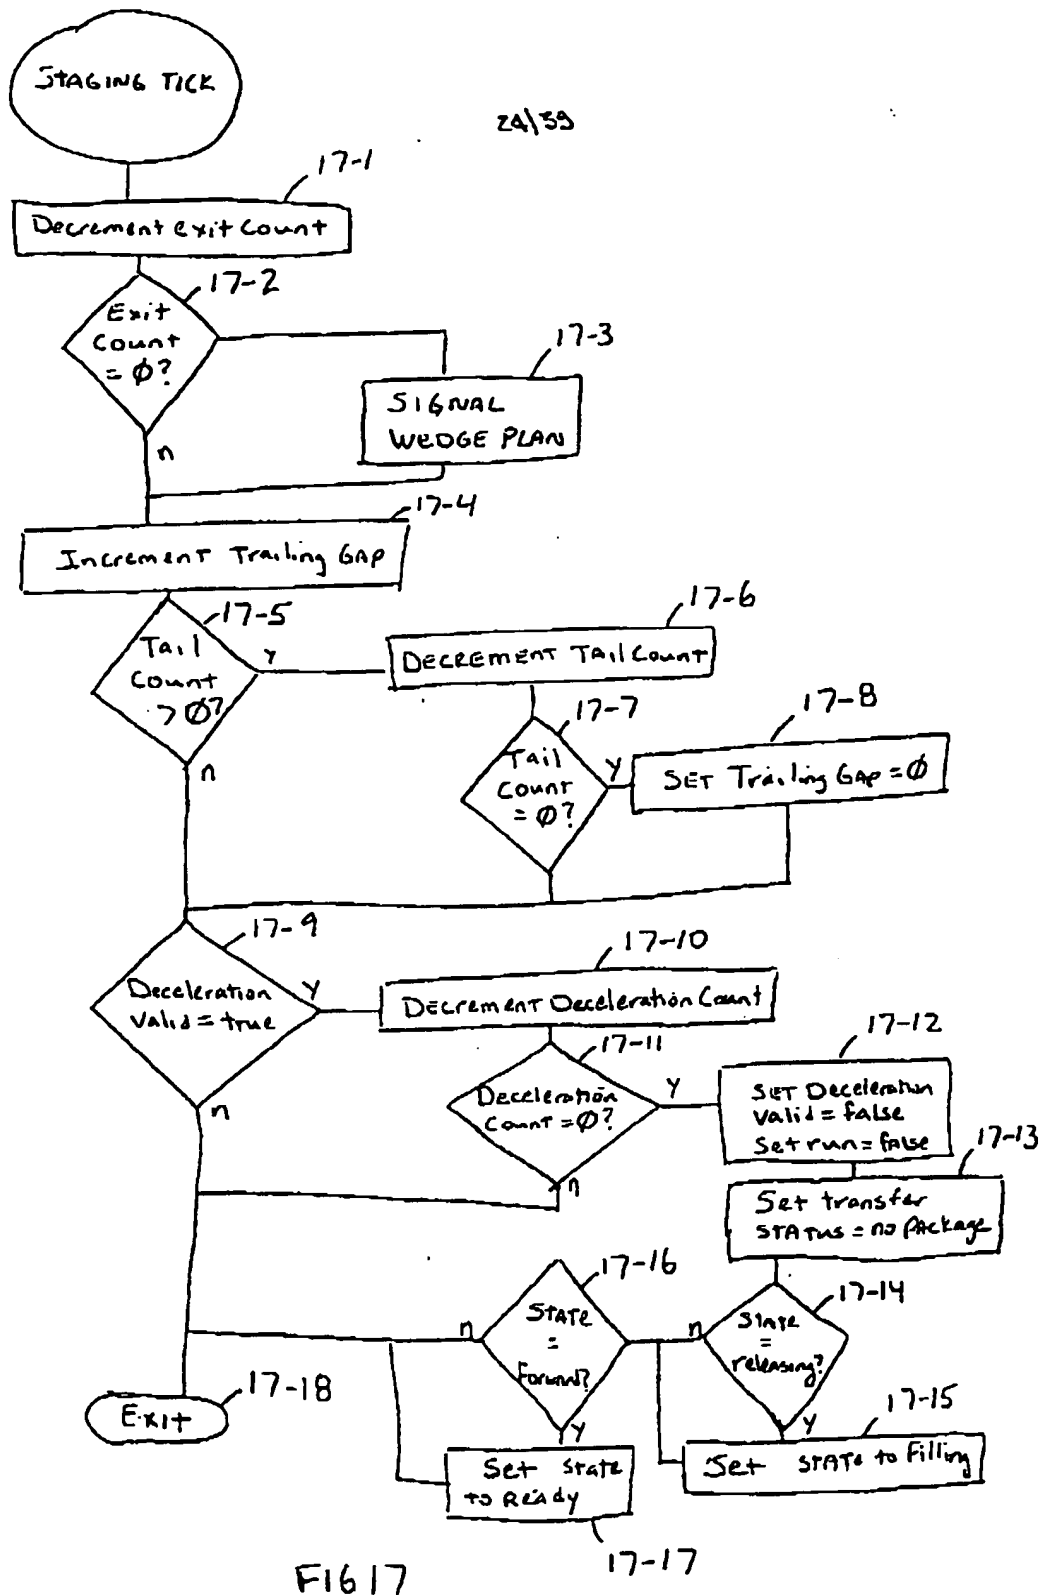 STAGING TICK
24/39
17-1
Decrement exit Count
17-2
Exit
Count
= Ø?
n
17-3
SIGNAL
WEDGE PLAN
17-4
Increment Trailing GAP
17-5
Tail
Count
> Ø?
Y
n
17-6
DECREMENT TAIL COUNT
17-7
Tail
Count
= Ø?
Y
17-8
SET Trailing GAP = Ø
17-9
Deceleration
Valid = true
Y
n
17-10
DECREMENT Deceleration Count
17-11
Deceleration
Count = Ø?
Y
n
17-12
SET Deceleration
Valid = false
Set run = false
17-13
Set transfer
STATUS = no PACKAGE
17-14
STATE
=
releasing?
n
Y
17-15
Set STATE to Filling
17-16
STATE
=
Forward?
n
Y
Set State
to Ready
17-17
17-18
Exit
FIG 17